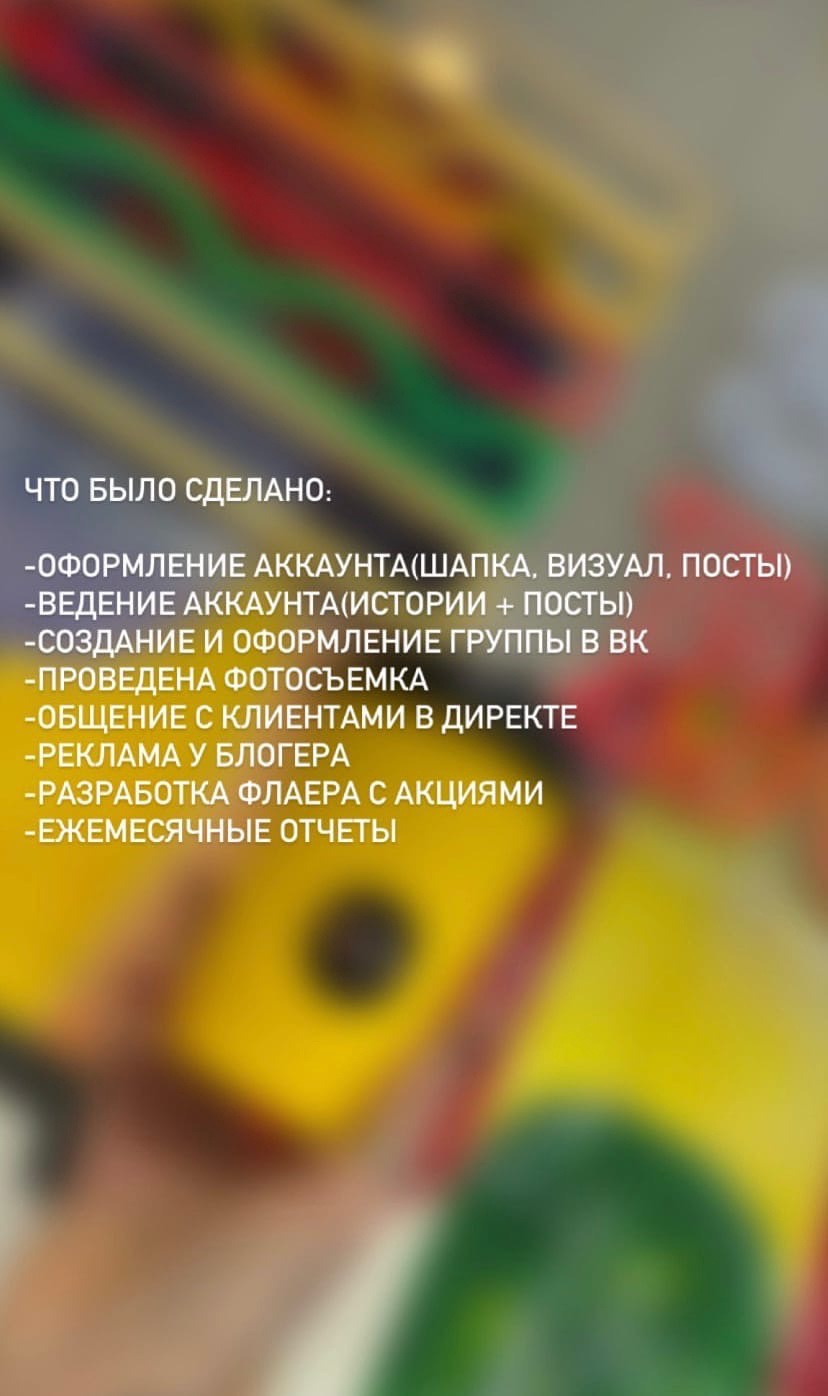 ЧТО БЫЛО СДЕЛАНО:
-ОФОРМЛЕНИЕ АККАУНТА(ШАПКА, ВИЗУАЛ, ПОСТЫ)
-ВЕДЕНИЕ АККАУНТА(ИСТОРИИ + ПОСТЫ)
-СОЗДАНИЕ И ОФОРМЛЕНИЕ ГРУППЫ В ВК
-ПРОВЕДЕНА ФОТОСЪЕМКА
-ОБЩЕНИЕ С КЛИЕНТАМИ В ДИРЕКТЕ
-РЕКЛАМА У БЛОГЕРА
-РАЗРАБОТКА ФЛАЕРА С АКЦИЯМИ
-ЕЖЕМЕСЯЧНЫЕ ОТЧЕТЫ